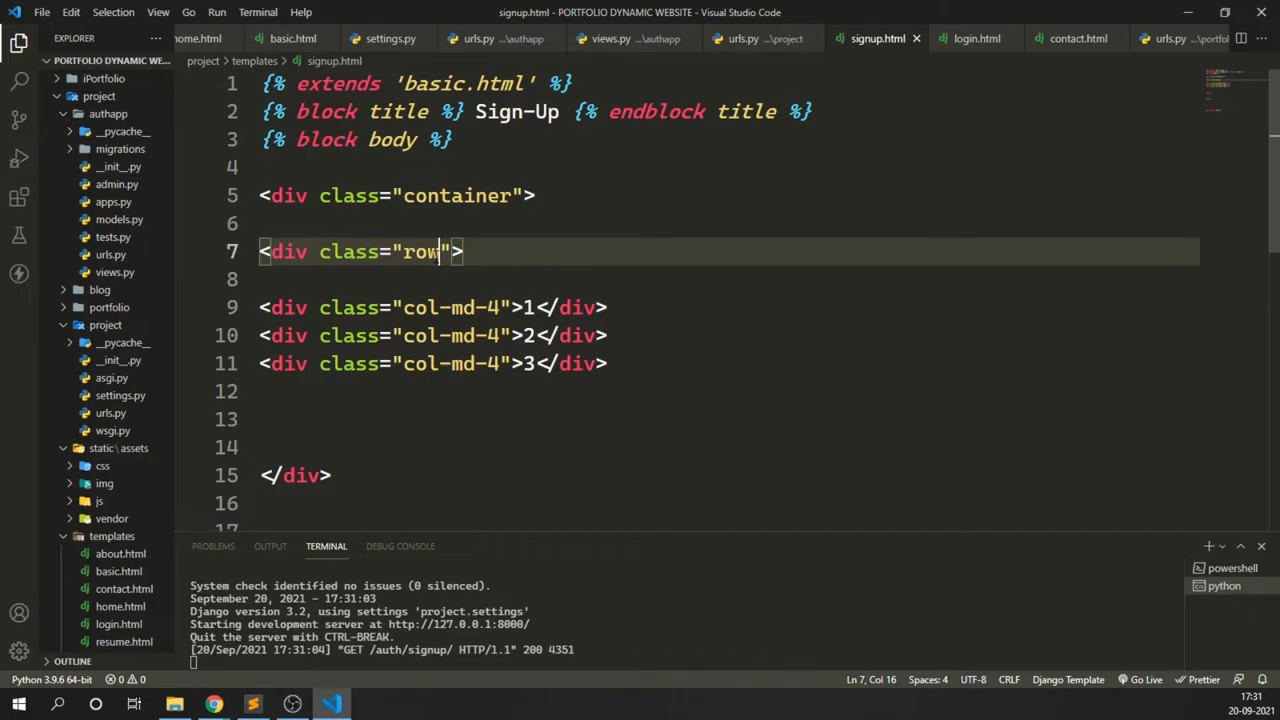 File Edit Selection View Go Run Terminal Help
signup.html - PORTFOLIO DYNAMIC WEBSITE - Visual Studio Code
EXPLORER
home.html basic.html settings.py urls.py ...\authapp views.py ...\authapp urls.py ...\project signup.html login.html contact.html urls.py ...\portfol
PORTFOLIO DYNAMIC WE...
project > templates > signup.html
iPortfolio
project
authapp
__pycache__
migrations
__init__.py
admin.py
apps.py
models.py
tests.py
urls.py
views.py
blog
portfolio
project
__pycache__
__init__.py
asgi.py
settings.py
urls.py
wsgi.py
static\assets
css
img
js
vendor
templates
about.html
basic.html
contact.html
home.html
login.html
resume.html
OUTLINE
1 {% extends 'basic.html' %}
2 {% block title %} Sign-Up {% endblock title %}
3 {% block body %}
4
5 <div class="container">
6
7 <div class="row">
8
9 <div class="col-md-4">1</div>
10 <div class="col-md-4">2</div>
11 <div class="col-md-4">3</div>
12
13
14
15 </div>
16
17
PROBLEMS OUTPUT TERMINAL DEBUG CONSOLE
System check identified no issues (0 silenced).
September 20, 2021 - 17:31:03
Django version 3.2, using settings 'project.settings'
Starting development server at http://127.0.0.1:8000/
Quit the server with CTRL-BREAK.
[20/Sep/2021 17:31:04] "GET /auth/signup/ HTTP/1.1" 200 4351
powershell
python
Python 3.9.6 64-bit 0 0 Ln 7, Col 16 Spaces: 4 UTF-8 CRLF Django Template Go Live Prettier
17:31
20-09-2021